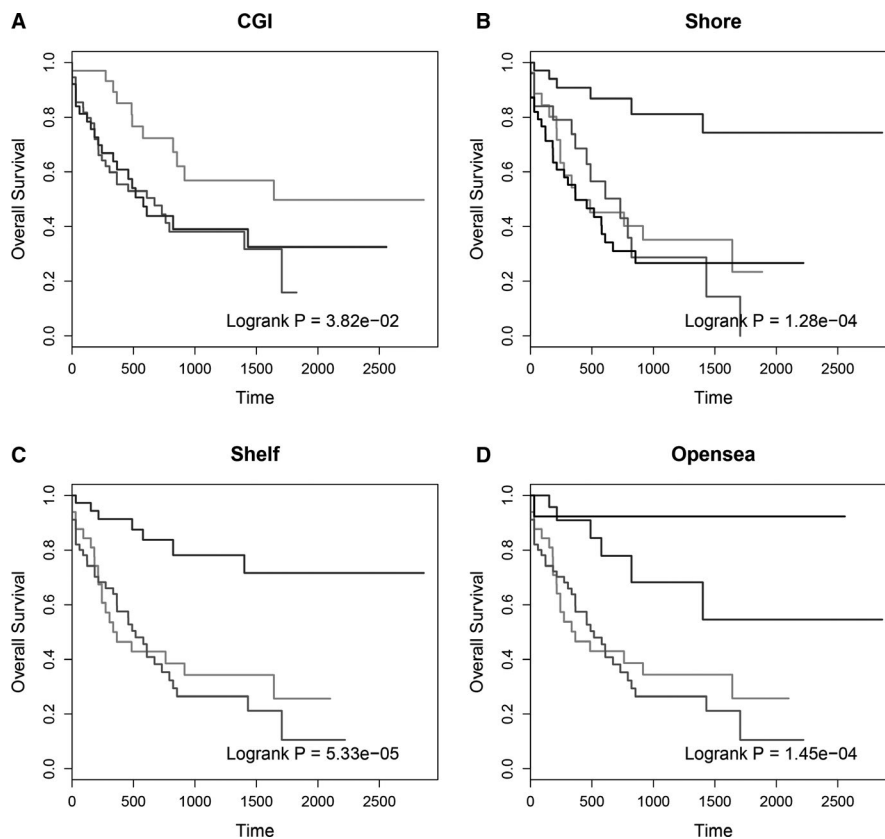 A
CGI
Overall Survival
1.0
0.8
0.6
0.4
0.2
0.0
Logrank P = 3.82e−02
0 500 1000 1500 2000 2500
Time
B
Shore
Overall Survival
1.0
0.8
0.6
0.4
0.2
0.0
Logrank P = 1.28e−04
0 500 1000 1500 2000 2500
Time
C
Shelf
Overall Survival
1.0
0.8
0.6
0.4
0.2
0.0
Logrank P = 5.33e−05
0 500 1000 1500 2000 2500
Time
D
Opensea
Overall Survival
1.0
0.8
0.6
0.4
0.2
0.0
Logrank P = 1.45e−04
0 500 1000 1500 2000 2500
Time